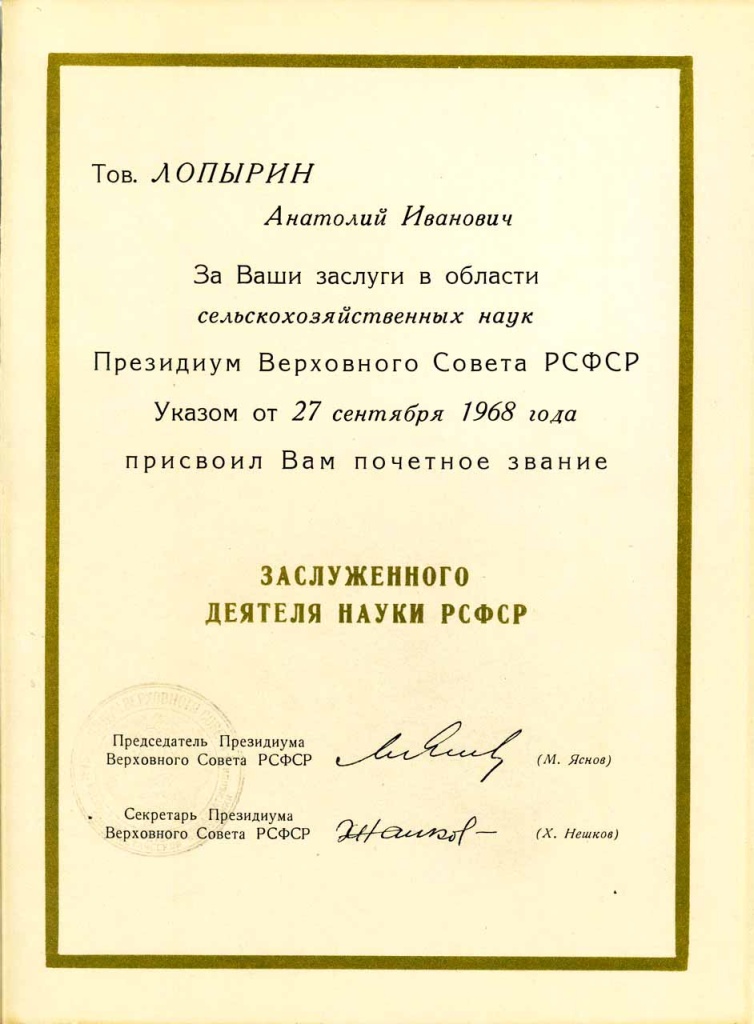 Тов. ЛОПЫРИН
Анатолий Иванович
За Ваши заслуги в области
сельскохозяйственных наук
Президиум Верховного Совета РСФСР
Указом от 27 сентября 1968 года
присвоил Вам почетное звание
ЗАСЛУЖЕННОГО
ДЕЯТЕЛЯ НАУКИ РСФСР
Председатель Президиума
Верховного Совета РСФСР
(М. Яснов)
Секретарь Президиума
Верховного Совета РСФСР
(Х. Нешков)